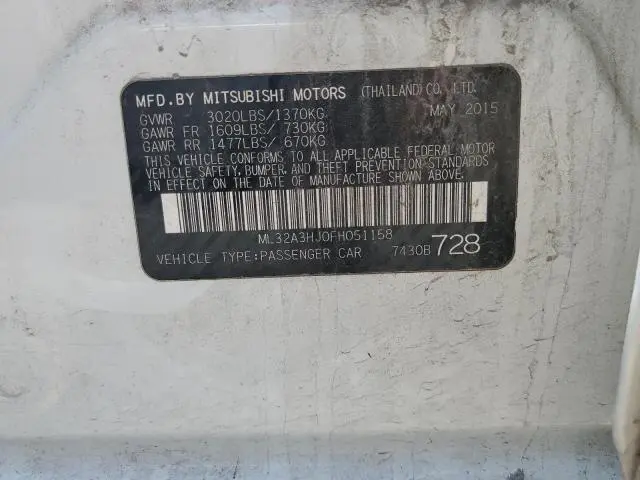 MFD.BY MITSUBISHI MOTORS (THAILAND)CO., LTD.
GVWR 3020LBS/1370KG MAY 2015
GAWR FR 1609LBS/ 730KG
GAWR RR 1477LBS/ 670KG
THIS VEHICLE CONFORMS TO ALL APPLICABLE FEDERAL MOTOR
VEHICLE SAFETY, BUMPER, AND THEFT PREVENTION STANDARDS
IN EFFECT ON THE DATE OF MANUFACTURE SHOWN ABOVE.
ML32A3HJ0FH051158
VEHICLE TYPE:PASSENGER CAR 7430B 728